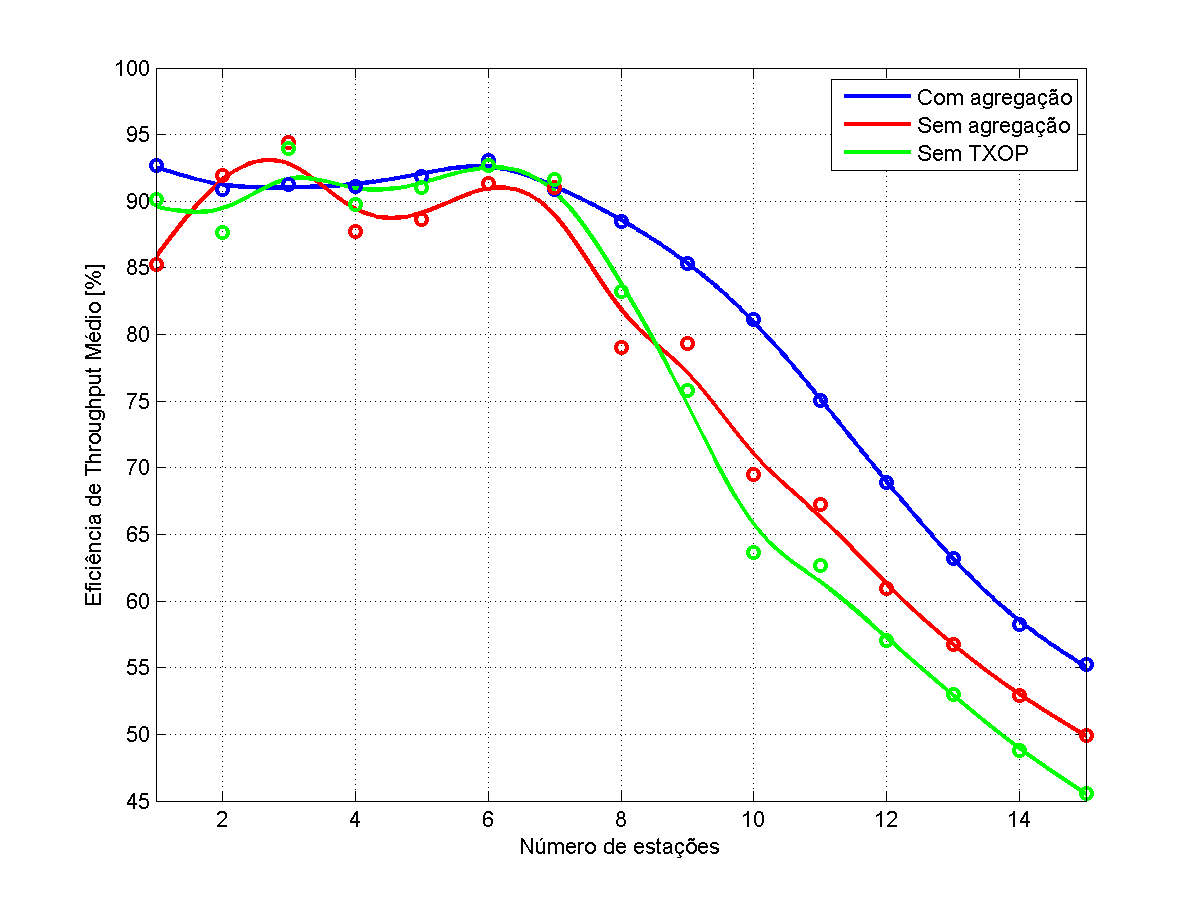 100
95
90
85
80
75
70
65
60
55
50
45
Eficiência de Throughput Médio [%]
Com agregação
Sem agregação
Sem TXOP
2 4 6 8 10 12 14
Número de estações